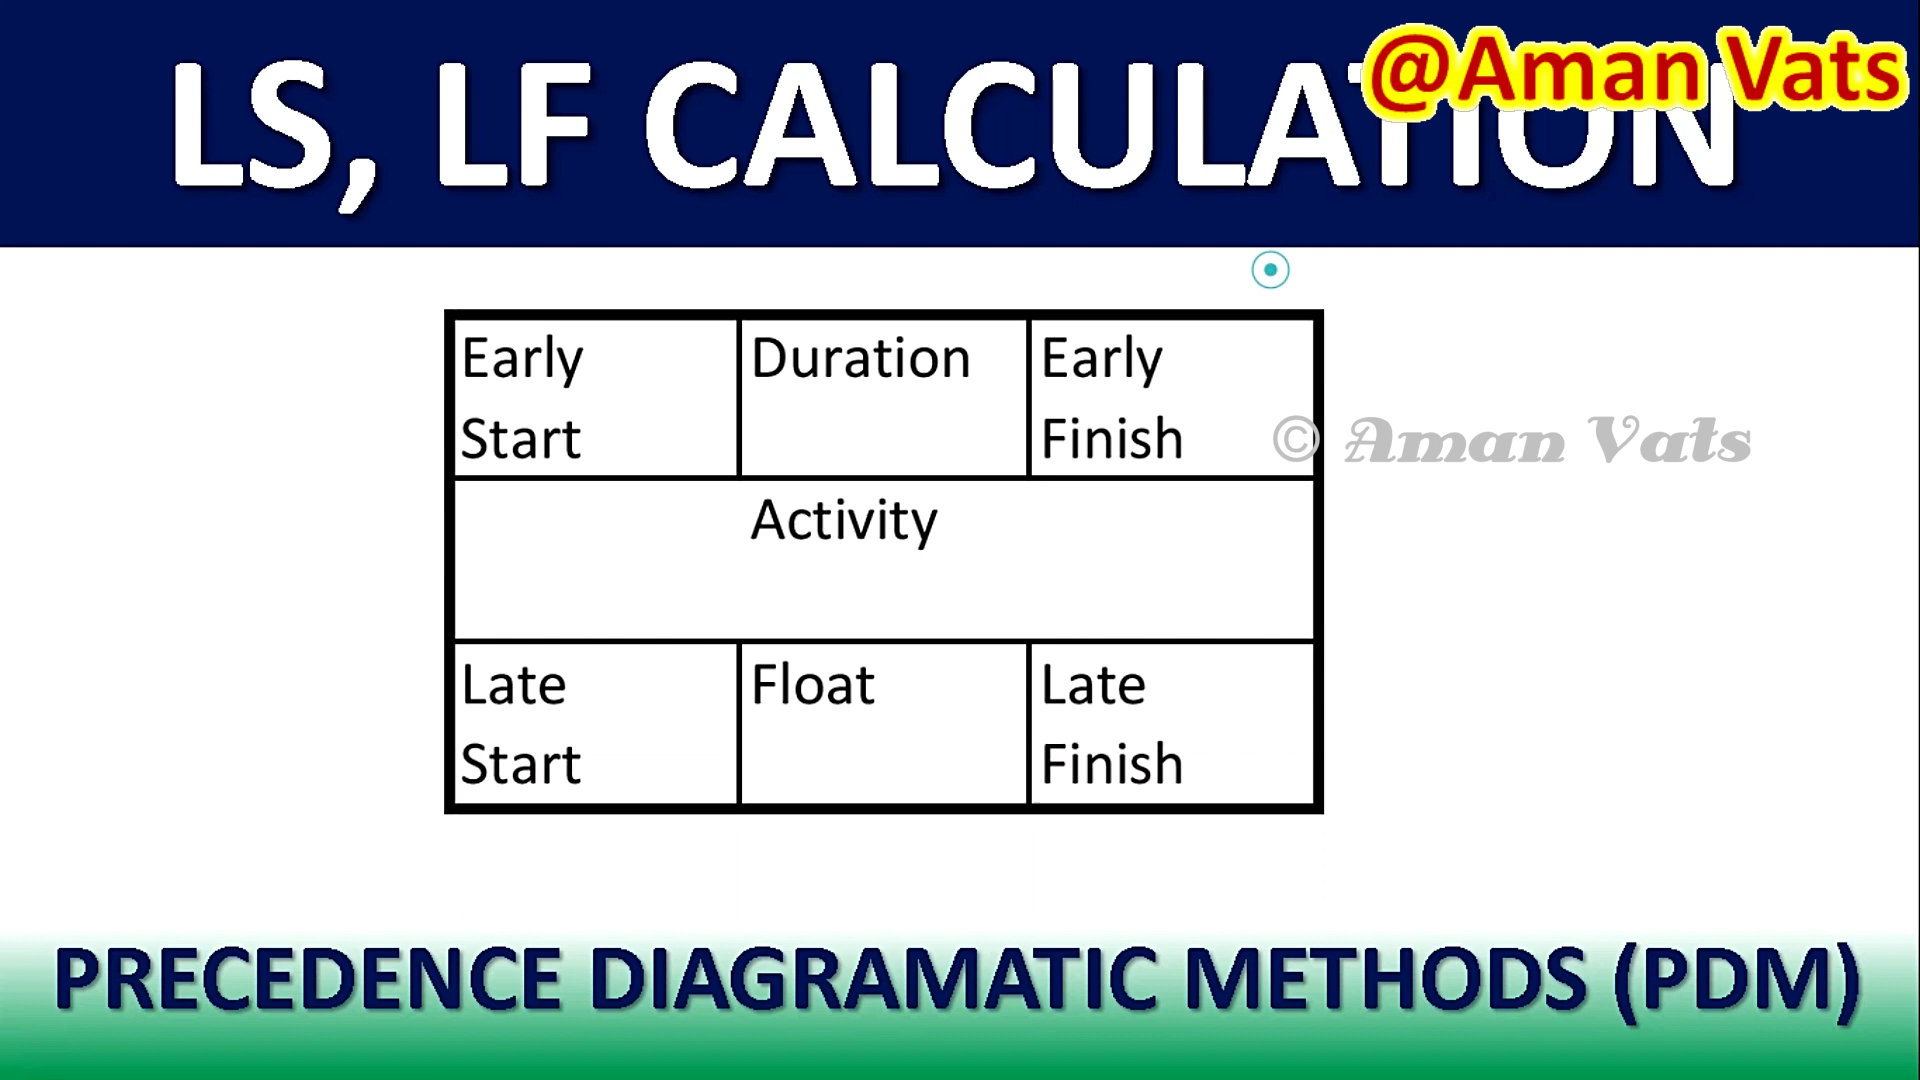 LS, LF CALCULATION
@Aman Vats
Early Start
Duration
Early Finish
© Aman Vats
Activity
Late Start
Float
Late Finish
PRECEDENCE DIAGRAMATIC METHODS (PDM)